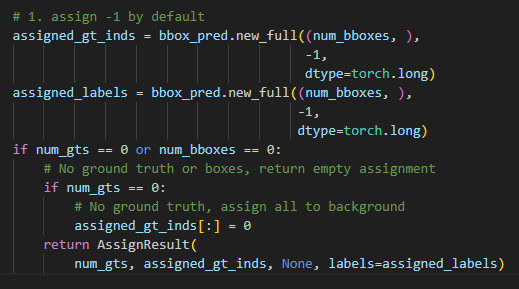 # 1. assign -1 by default
assigned_gt_inds = bbox_pred.new_full((num_bboxes, ),
-1,
dtype=torch.long)
assigned_labels = bbox_pred.new_full((num_bboxes, ),
-1,
dtype=torch.long)
if num_gts == 0 or num_bboxes == 0:
# No ground truth or boxes, return empty assignment
if num_gts == 0:
# No ground truth, assign all to background
assigned_gt_inds[:] = 0
return AssignResult(
num_gts, assigned_gt_inds, None, labels=assigned_labels)